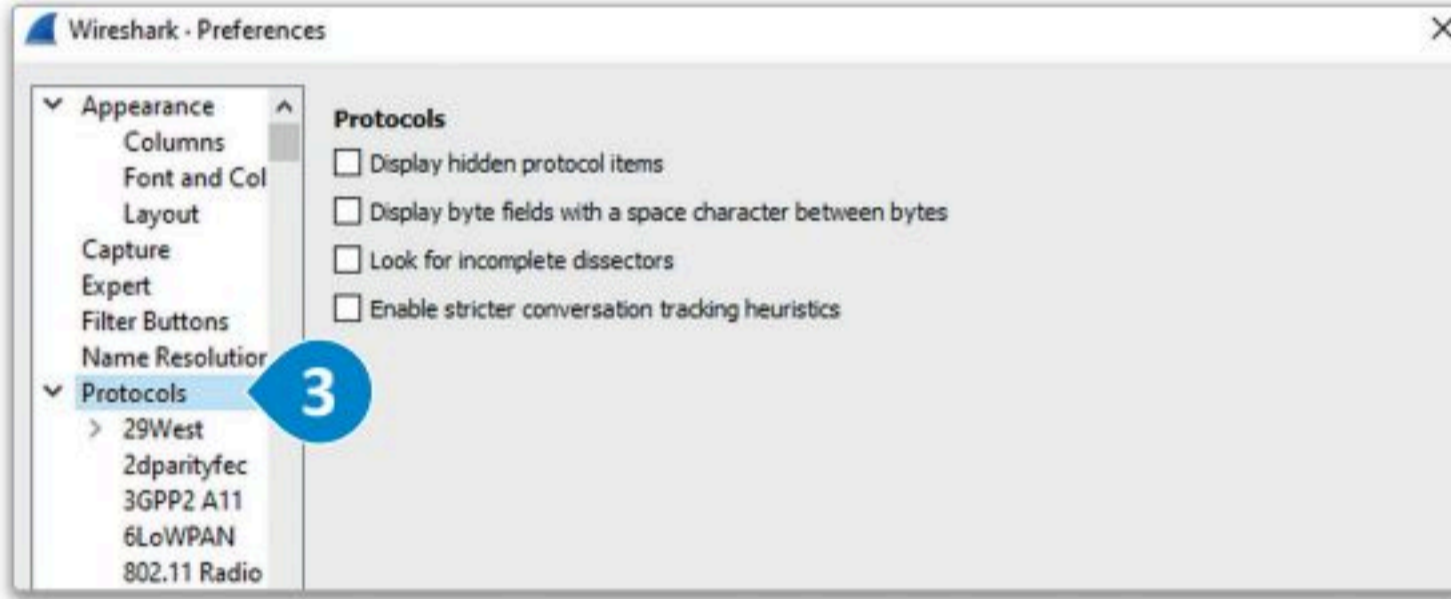 Wireshark - Preferences
Appearance
Columns
Font and Col
Layout
Capture
Expert
Filter Buttons
Name Resolution
Protocols
3
29West
2dparityfec
3GPP2 A11
6LoWPAN
802.11 Radio
Protocols
Display hidden protocol items
Display byte fields with a space character between bytes
Look for incomplete dissectors
Enable stricter conversation tracking heuristics